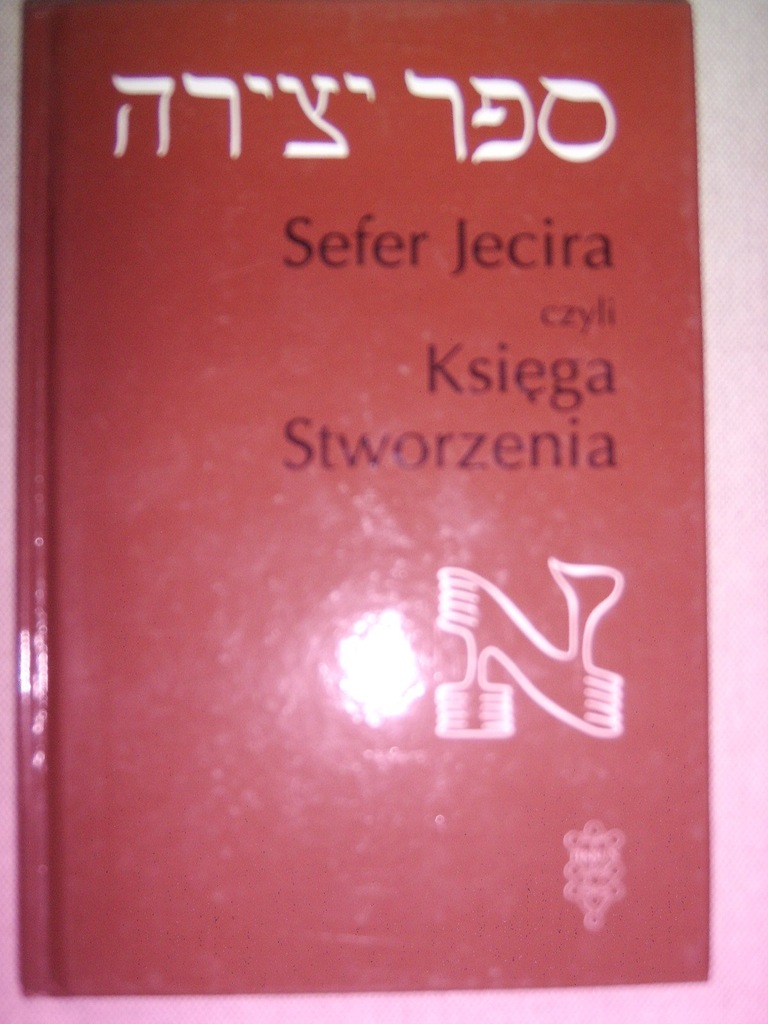 ספר יצירה
Sefer Jecira
czyli
Księga
Stworzenia
א